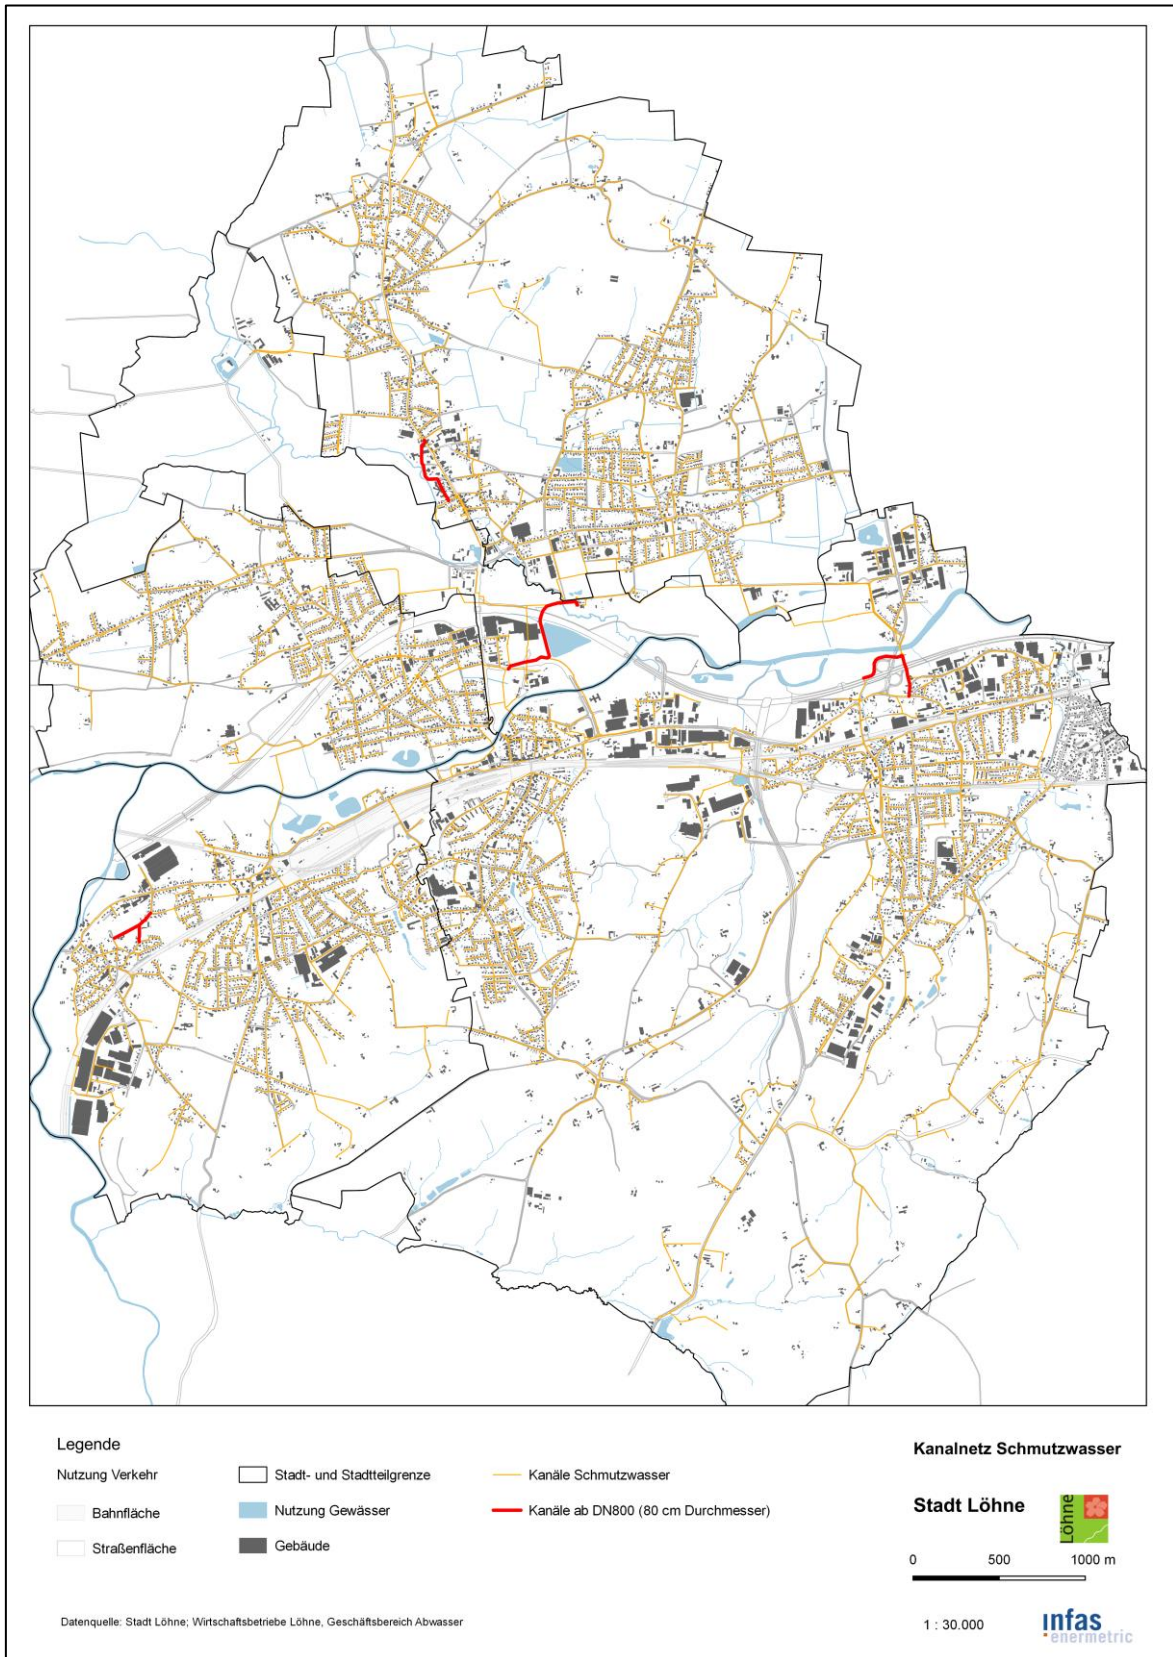 Legende
Nutzung Verkehr
Bahnfläche
Straßenfläche
Stadt- und Stadtteilgrenze
Nutzung Gewässer
Gebäude
Kanäle Schmutzwasser
Kanäle ab DN800 (80 cm Durchmesser)
Kanalnetz Schmutzwasser
Stadt Löhne
Löhne
0 500 1000 m
Datenquelle: Stadt Löhne; Wirtschaftsbetriebe Löhne, Geschäftsbereich Abwasser
1 : 30.000
infas
enermetric